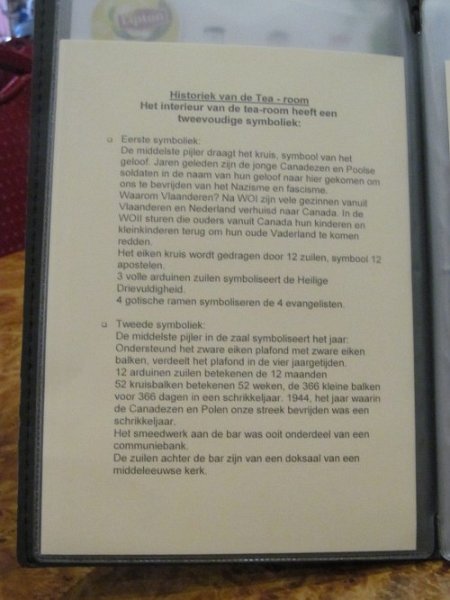 Lipton
Historiek van de Tea - room
Het interieur van de tea-room heeft een
tweevoudige symboliek:
Eerste symboliek:
De middelste pijler draagt het kruis, symbool van het
geloof. Jaren geleden zijn de jonge Canadezen en Poolse
soldaten in de naam van hun geloof naar hier gekomen om
ons te bevrijden van het Nazisme en fascisme.
Waarom Vlaanderen? Na WOI zijn vele gezinnen vanuit
Vlaanderen en Nederland verhuisd naar Canada. In de
WOII sturen die ouders vanuit Canada hun kinderen en
kleinkinderen terug om hun oude Vaderland te komen
redden.
Het eiken kruis wordt gedragen door 12 zuilen, symbool 12
apostelen.
3 volle arduinen zuilen symboliseert de Heilige
Drievuldigheid.
4 gotische ramen symboliseren de 4 evangelisten.
Tweede symboliek:
De middelste pijler in de zaal symboliseert het jaar:
Ondersteund het zware eiken plafond met zware eiken
balken, verdeelt het plafond in de vier jaargetijden.
12 arduinen zuilen betekenen de 12 maanden
52 kruisbalken betekenen 52 weken, de 366 kleine balken
voor 366 dagen in een schrikkeljaar. 1944, het jaar waarin
de Canadezen en Polen onze streek bevrijden was een
schrikkeljaar.
Het smeedwerk aan de bar was ooit onderdeel van een
communiebank.
De zuilen achter de bar zijn van een doksaal van een
middeleeuwse kerk.